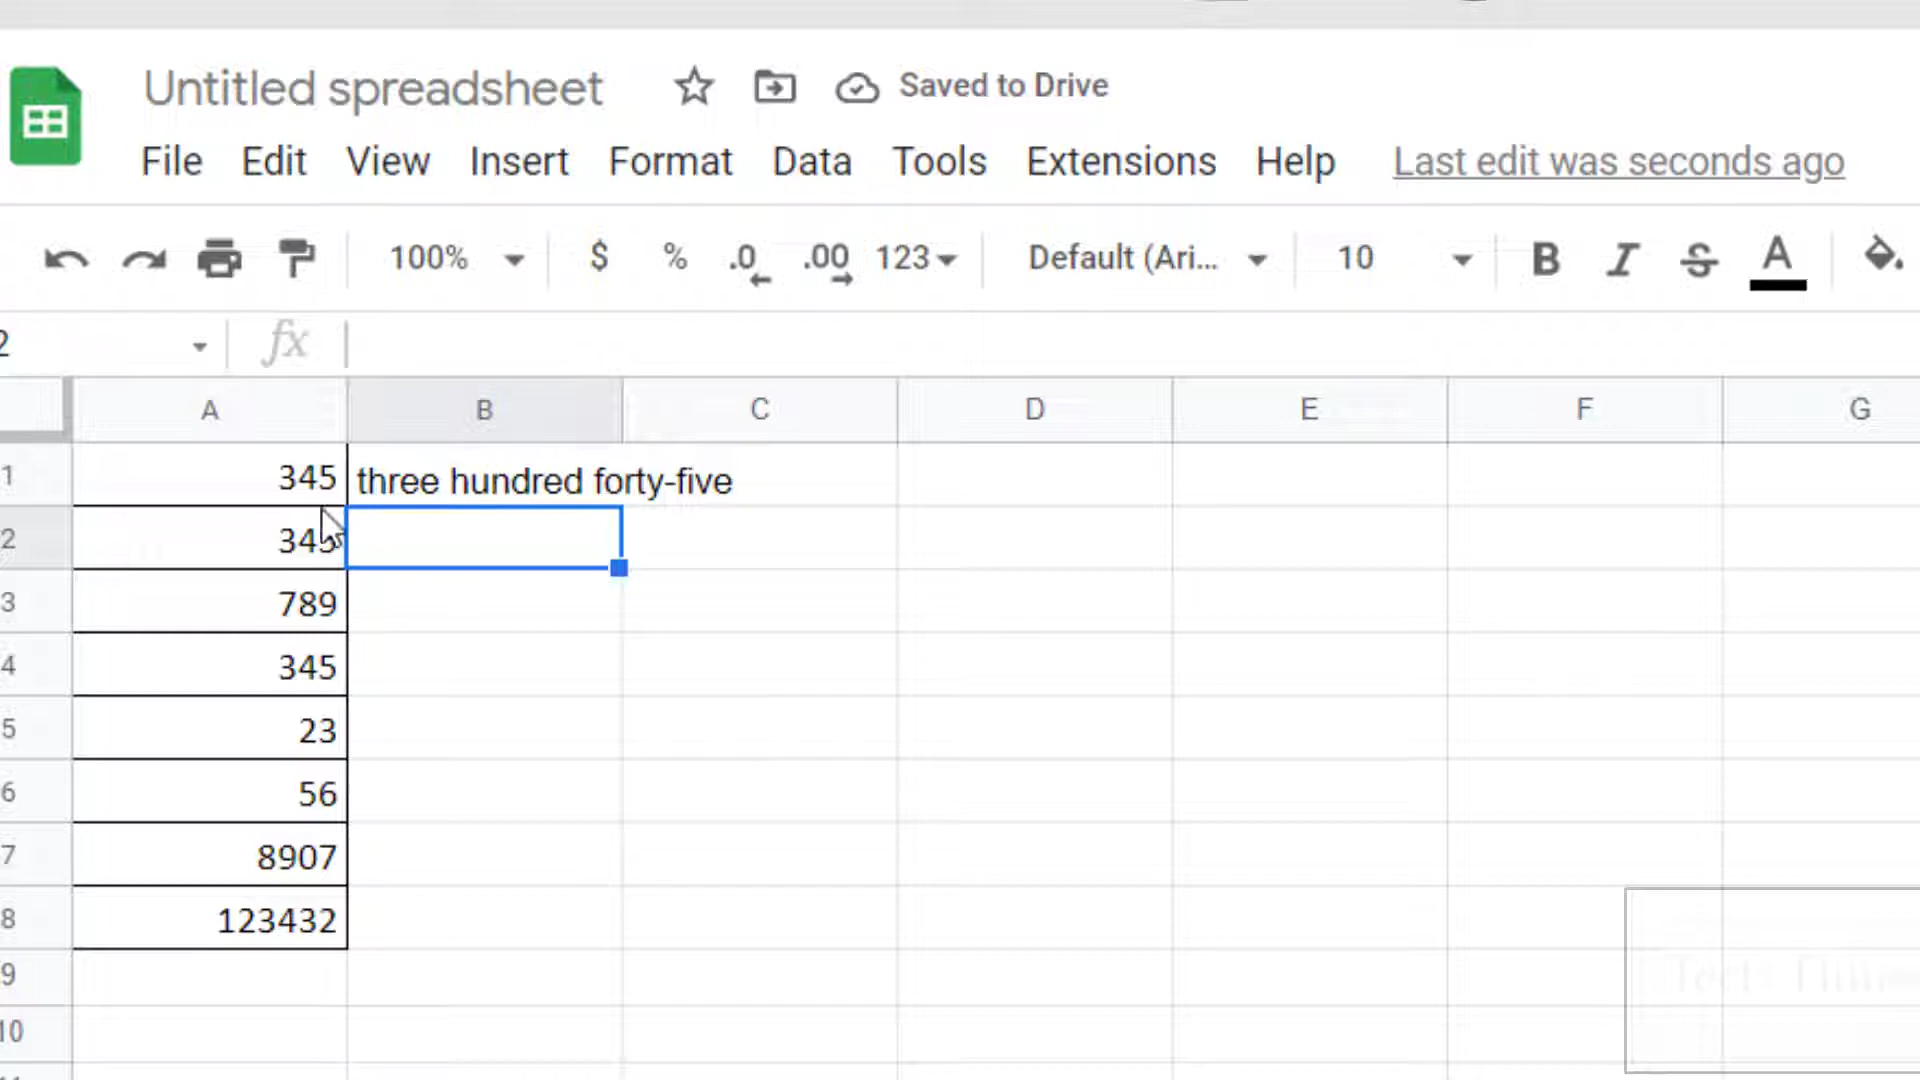 Untitled spreadsheet Saved to Drive
File Edit View Insert Format Data Tools Extensions Help Last edit was seconds ago
100% $ % .0 .00 123 Default (Ari... 10 B I S A
2 fx
A B C D E F G
1 345 three hundred forty-five
2 345
3 789
4 345
5 23
6 56
7 8907
8 123432
9
10